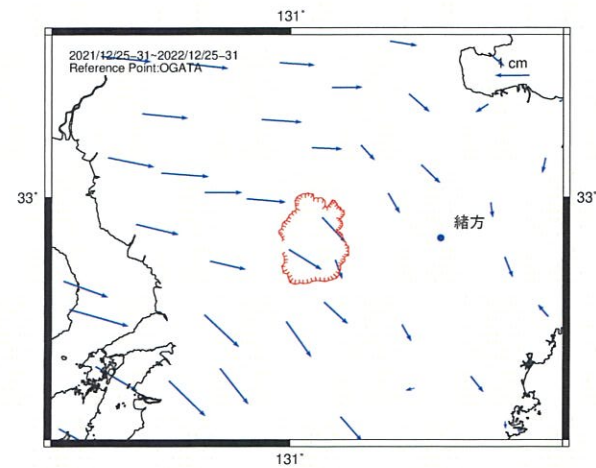 131°
2021/12/25-31~2022/12/25-31
Reference Point:OGATA
cm
33°
33°
緒方
131°